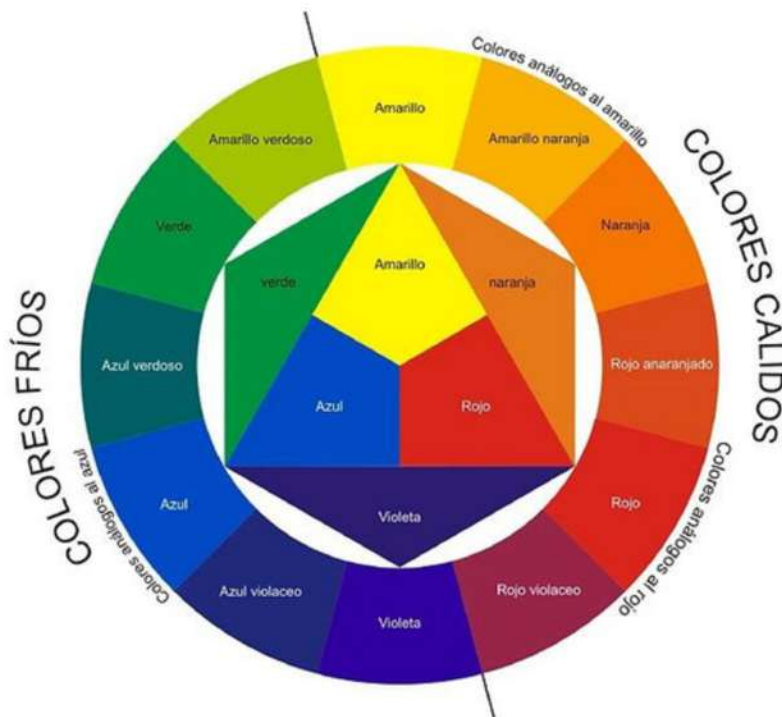 Colores análogos al amarillo
Amarillo
Amarillo verdoso
Amarillo naranja
COLORES CALIDOS
Verde
Naranja
Amarillo
verde
naranja
COLORES FRÍOS
Azul verdoso
Rojo anaranjado
Azul
Rojo
Colores análogos al azul
Azul
Rojo
Colores análogos al rojo
Violeta
Azul violaceo
Rojo violaceo
Violeta